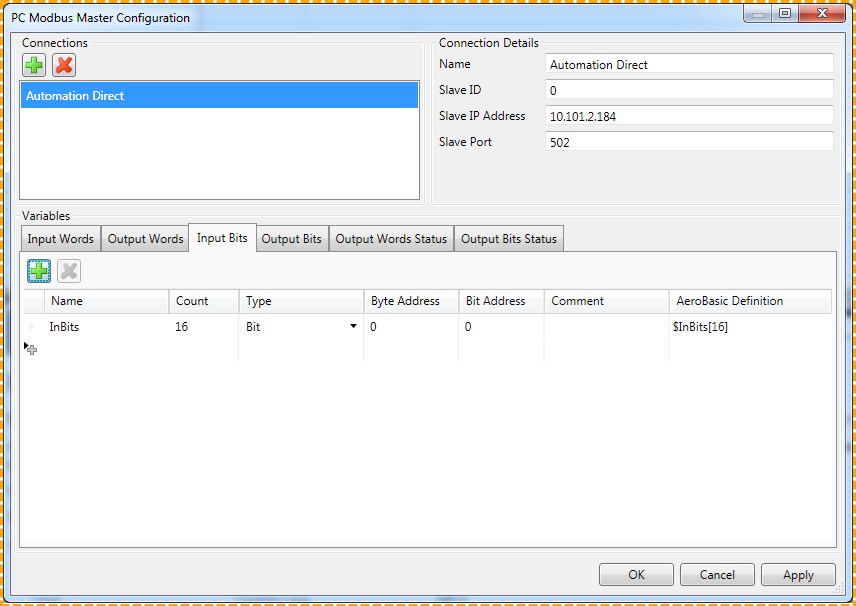 PC Modbus Master Configuration
Connections
Automation Direct
Connection Details
Name Automation Direct
Slave ID 0
Slave IP Address 10.101.2.184
Slave Port 502
Variables
Input Words Output Words Input Bits Output Bits Output Words Status Output Bits Status
Name Count Type Byte Address Bit Address Comment AeroBasic Definition
InBits 16 Bit 0 0 $InBits[16]
OK Cancel Apply